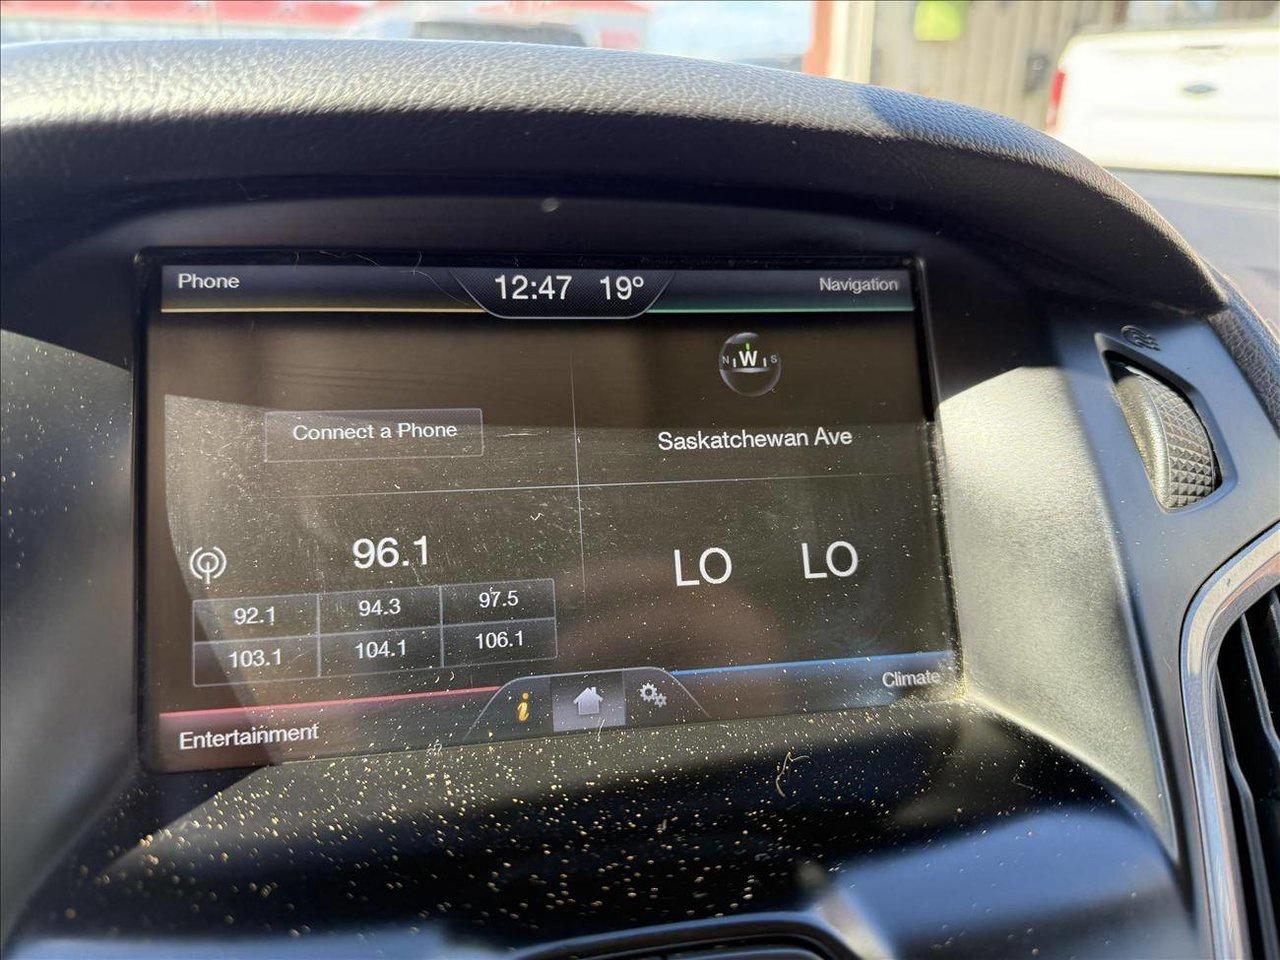 Phone
12:47 19°
Navigation
N W S
Connect a Phone
Saskatchewan Ave
96.1
LO LO
92.1 94.3 97.5
103.1 104.1 106.1
i
Climate
Entertainment